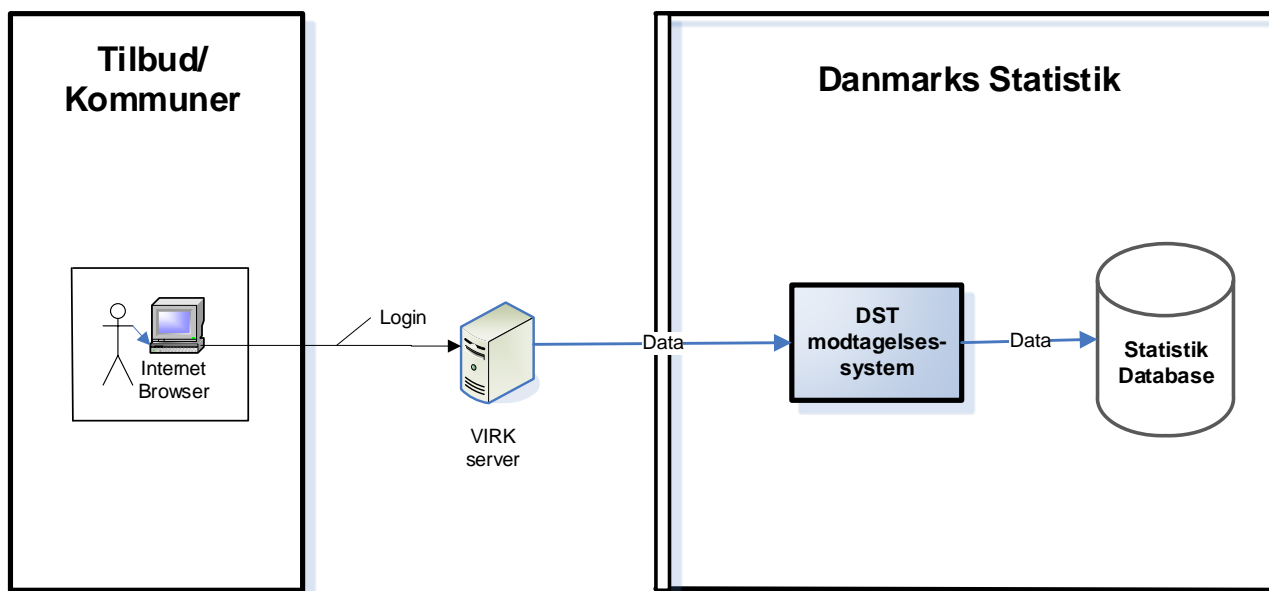 Tilbud/
Kommuner
Internet
Browser
Login
VIRK
server
Data
Danmarks Statistik
DST
modtagelses-
system
Data
Statistik
Database